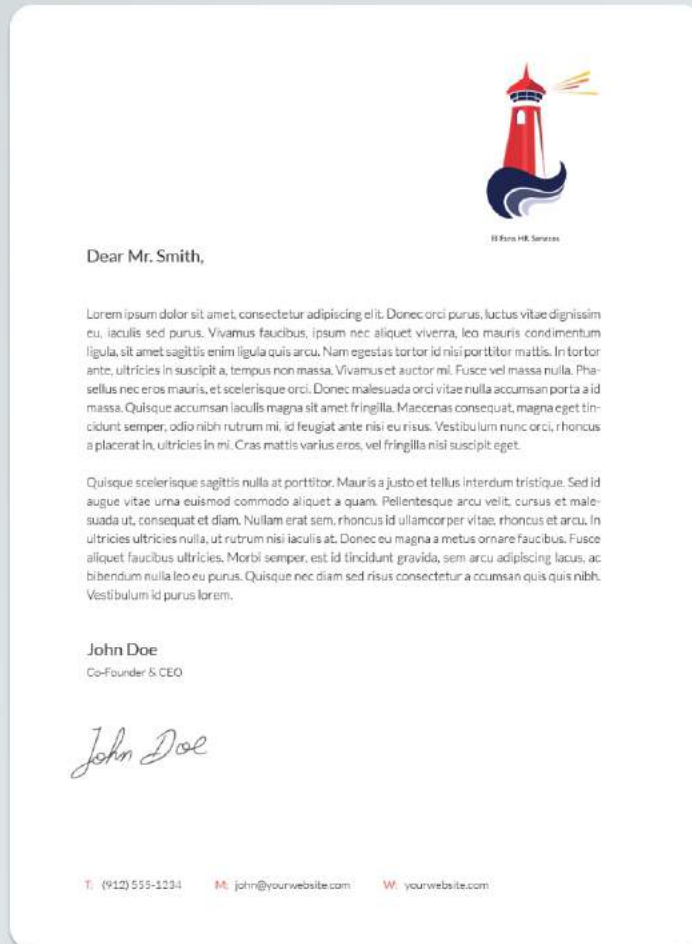 El Faro HR Services
Dear Mr. Smith,
Lorem ipsum dolor sit amet, consectetur adipiscing elit. Donec orci purus, luctus vitae dignissim
eu, iaculis sed purus. Vivamus faucibus, ipsum nec aliquet viverra, leo mauris condimentum
ligula, sit amet sagittis enim ligula quis arcu. Nam egestas tortor id nisi porttitor mattis. In tortor
ante, ultricies in suscipit a, tempus non massa. Vivamus et auctor mi. Fusce vel massa nulla. Pha-
sellus nec eros mauris, et scelerisque orci. Donec malesuada orci vitae nulla accumsan porta a id
massa. Quisque accumsan iaculis magna sit amet fringilla. Maecenas consequat, magna eget tin-
cidunt semper, odio nibh rutrum mi, id feugiat ante nisi eu risus. Vestibulum nunc orci, rhoncus
a placerat in, ultricies in mi. Cras mattis varius eros, vel fringilla nisi suscipit eget.
Quisque scelerisque sagittis nulla at porttitor. Mauris a justo et tellus interdum tristique. Sed id
augue vitae urna euismod commodo aliquet a quam. Pellentesque arcu velit, cursus et male-
suada ut, consequat et diam. Nullam erat sem, rhoncus id ullamcorper vitae, rhoncus et arcu. In
ultricies ultricies nulla, ut rutrum nisi iaculis at. Donec eu magna a metus ornare faucibus. Fusce
aliquet faucibus ultricies. Morbi semper, est id tincidunt gravida, sem arcu adipiscing lacus, ac
bibendum nulla leo eu purus. Quisque nec diam sed risus consectetur a ccumsan quis quis nibh.
Vestibulum id purus lorem.
John Doe
Co-Founder & CEO
John Doe
T: (912) 555-1234 M: john@yourwebsite.com W: yourwebsite.com